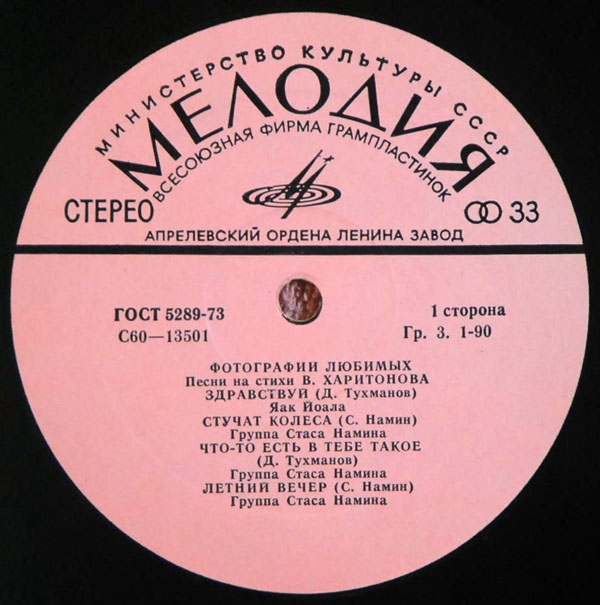 МИНИСТЕРСТВО КУЛЬТУРЫ СССР
МЕЛОДИЯ
ВСЕСОЮЗНАЯ ФИРМА ГРАМПЛАСТИНОК
СТЕРЕО
33
АПРЕЛЕВСКИЙ ОРДЕНА ЛЕНИНА ЗАВОД
ГОСТ 5289-73
1 сторона
С60—13501
Гр. 3. 1-90
ФОТОГРАФИИ ЛЮБИМЫХ
Песни на стихи В. ХАРИТОНОВА
ЗДРАВСТВУЙ (Д. Тухманов)
Яак Йоала
СТУЧАТ КОЛЕСА (С. Намин)
Группа Стаса Намина
ЧТО-ТО ЕСТЬ В ТЕБЕ ТАКОЕ
(Д. Тухманов)
Группа Стаса Намина
ЛЕТНИЙ ВЕЧЕР (С. Намин)
Группа Стаса Намина